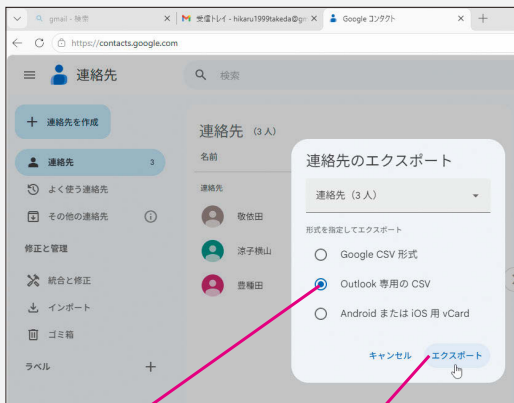 gmail - 検索
受信トレイ - hikaru1999takeda@gm
Google コンタクト
https://contacts.google.com
連絡先
検索
連絡先を作成
連絡先 3
よく使う連絡先
その他の連絡先
修正と管理
統合と修正
インポート
ゴミ箱
ラベル
連絡先 (3 人)
名前
連絡先
敬依田
涼子横山
豊種田
連絡先のエクスポート
連絡先 (3 人)
形式を指定してエクスポート
Google CSV 形式
Outlook 専用の CSV
Android または iOS 用 vCard
キャンセル エクスポート